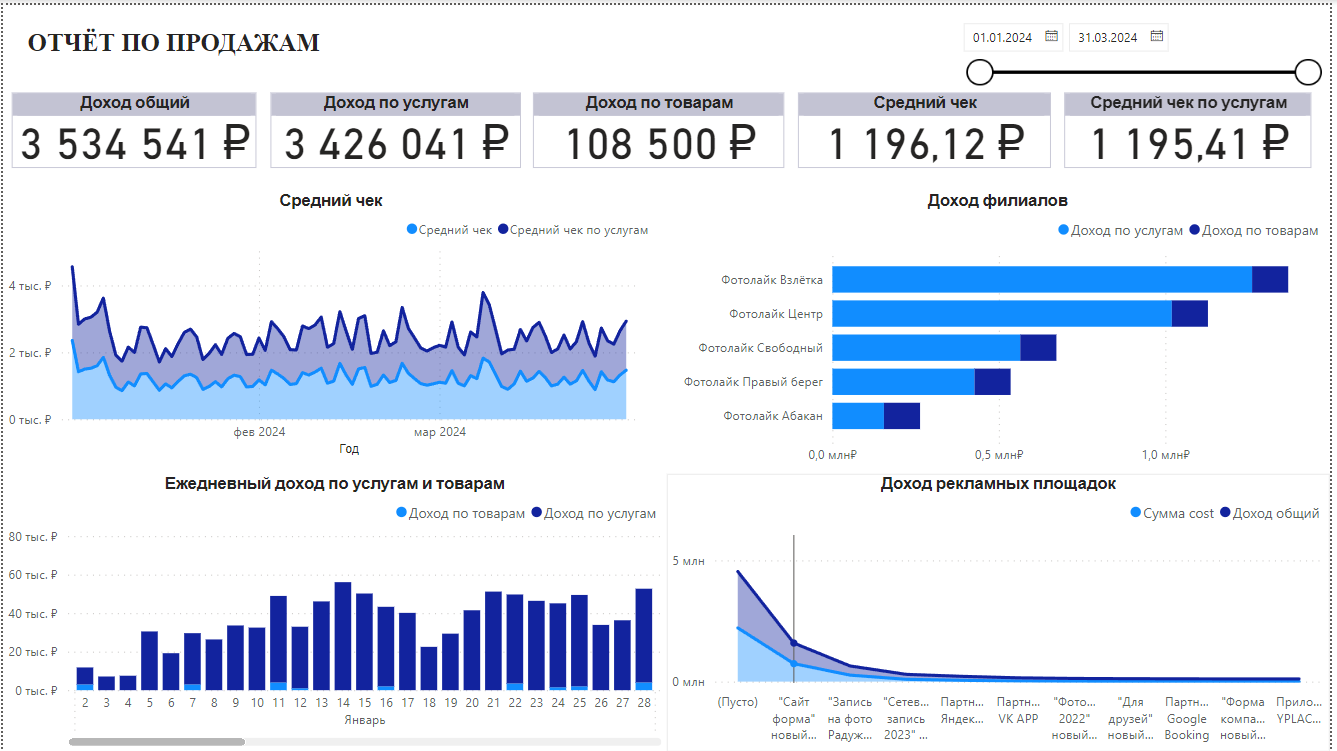 ОТЧЁТ ПО ПРОДАЖАМ
01.01.2024
31.03.2024
Доход общий
3 534 541 ₽
Доход по услугам
3 426 041 ₽
Доход по товарам
108 500 ₽
Средний чек
1 196,12 ₽
Средний чек по услугам
1 195,41 ₽
Средний чек
Средний чек Средний чек по услугам
4 тыс. ₽
2 тыс. ₽
0 тыс. ₽
фев 2024 мар 2024
Год
Доход филиалов
Доход по услугам Доход по товарам
Фотолайк Взлётка
Фотолайк Центр
Фотолайк Свободный
Фотолайк Правый берег
Фотолайк Абакан
0,0 млн₽ 0,5 млн₽ 1,0 млн₽
Ежедневный доход по услугам и товарам
Доход по товарам Доход по услугам
80 тыс. ₽
60 тыс. ₽
40 тыс. ₽
20 тыс. ₽
0 тыс. ₽
2 3 4 5 6 7 8 9 10 11 12 13 14 15 16 17 18 19 20 21 22 23 24 25 26 27 28
Январь
Доход рекламных площадок
Сумма cost Доход общий
5 млн
0 млн
(Пусто)
"Сайт
форма"
новый...
"Запись
на фото
Радуж...
"Сетев...
запись
2023" ...
Партн...
Яндек...
Партн...
VK APP
"Фото...
2022"
новый...
"Для
друзей"
новый...
Партн...
Google
Booking
"Форма
компа...
новый...
Прило...
YPLAC...